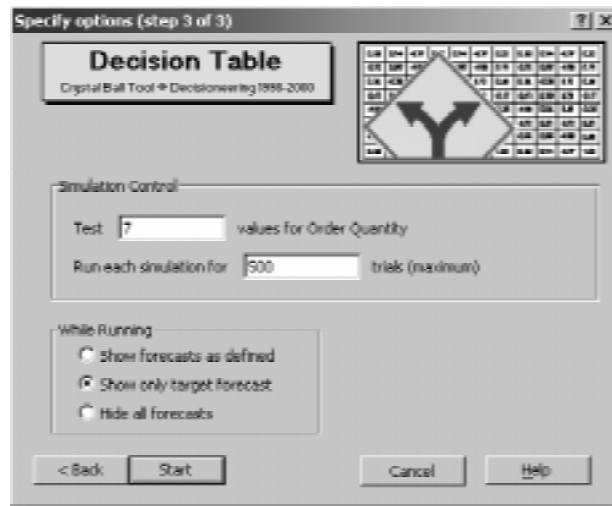 Specify options (step 3 of 3)
Decision Table
Crystal Ball Tool Decisioneering 1998-2000
Simulation Control
Test 7 values for Order Quantity
Run each simulation for 500 trials (maximum)
While Running
Show forecasts as defined
Show only target forecast
Hide all forecasts
< Back
Start
Cancel
Help